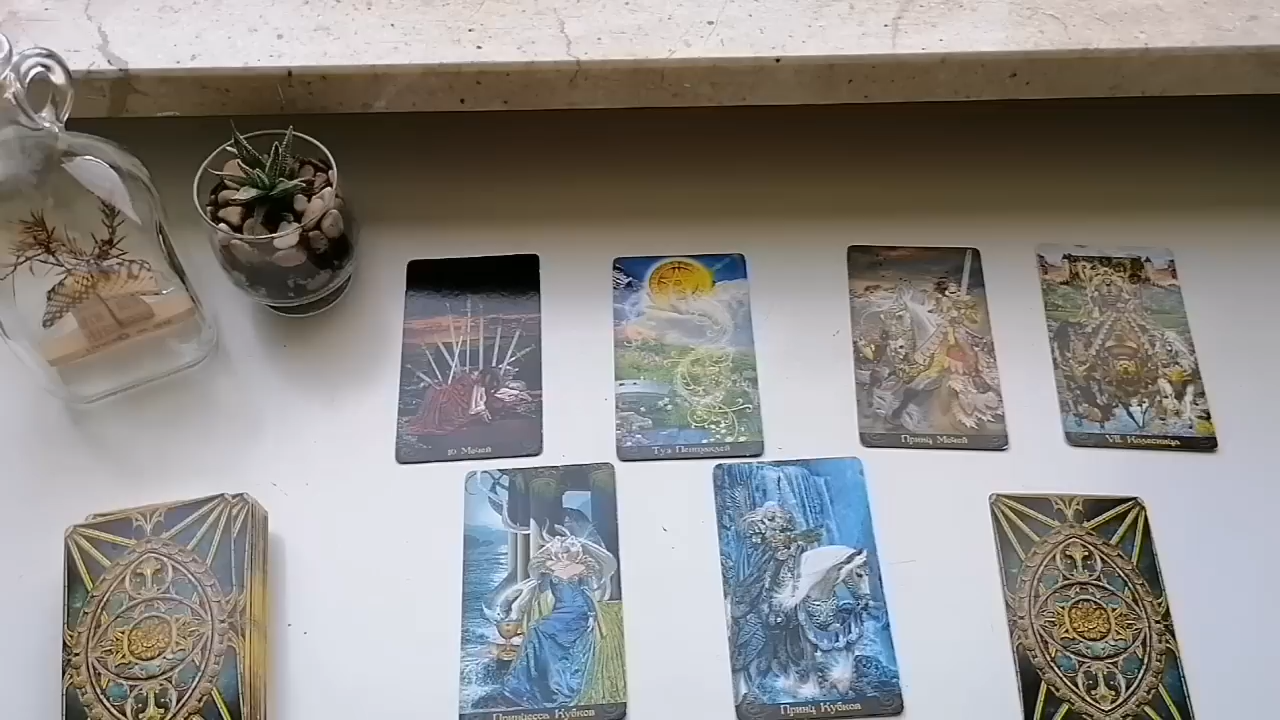 10 Мечей
Туз Пентаклей
Принц Мечей
VII. Колесница
Принцесса Кубков
Принц Кубков